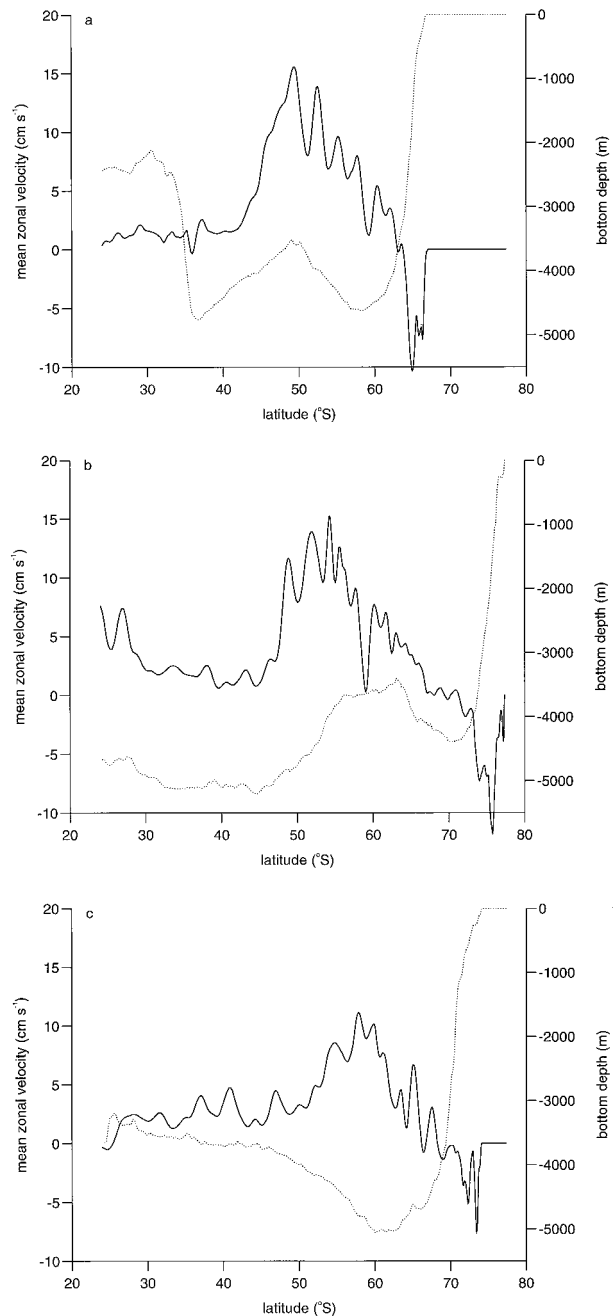 a
20
15
10
5
0
-5
-10
mean zonal velocity (cm s⁻¹)
0
-1000
-2000
-3000
-4000
-5000
bottom depth (m)
20 30 40 50 60 70 80
latitude (°S)
b
20
15
10
5
0
-5
-10
mean zonal velocity (cm s⁻¹)
0
-1000
-2000
-3000
-4000
-5000
bottom depth (m)
20 30 40 50 60 70 80
latitude (°S)
c
20
15
10
5
0
-5
-10
mean zonal velocity (cm s⁻¹)
0
-1000
-2000
-3000
-4000
-5000
bottom depth (m)
20 30 40 50 60 70 80
latitude (°S)